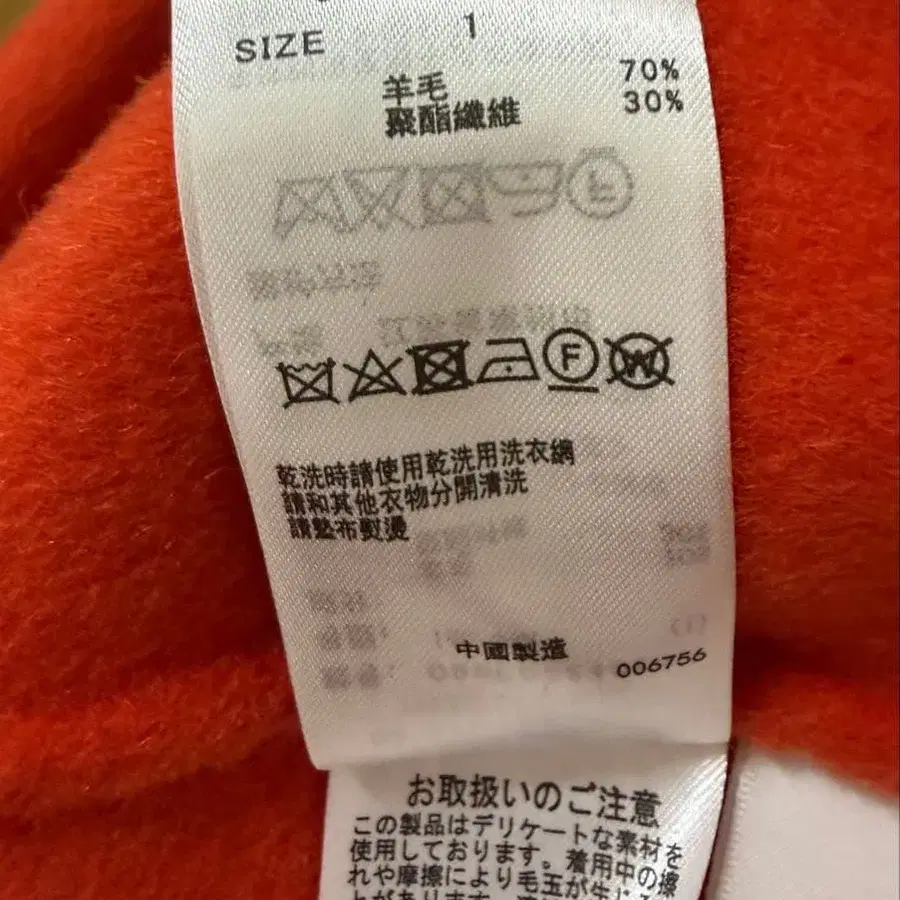 SIZE 1
羊毛 70%
聚酯纖維 30%
F W
乾洗時請使用乾洗用洗衣網
請和其他衣物分開清洗
請墊布熨燙
中國製造
006756
お取扱いのご注意
この製品はデリケートな素材を
使用しております。着用中の擦
れや摩擦により毛玉が生じ